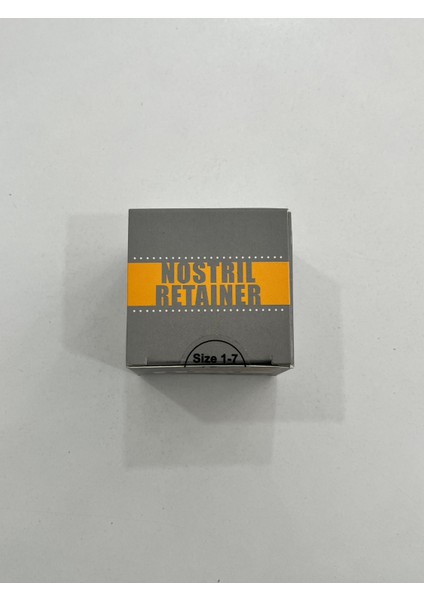 NOSTRIL
RETAINER
Size 1-7